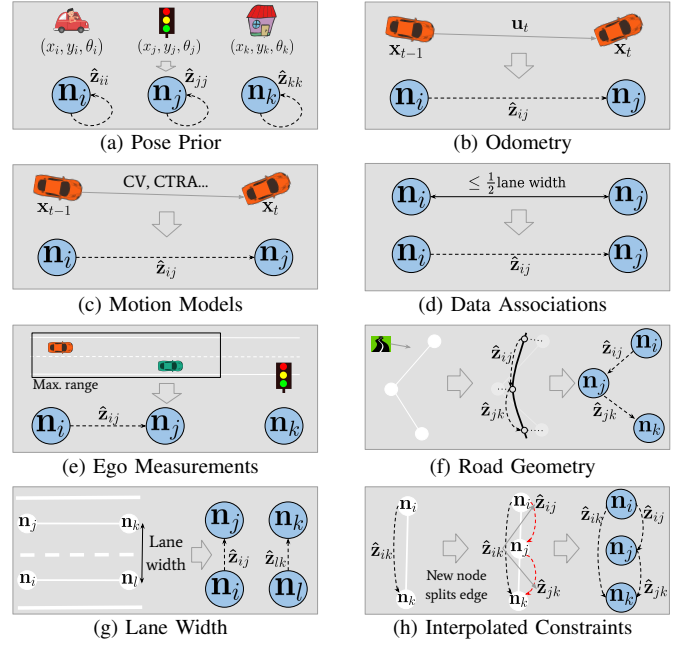 (x_i, y_i, θ_i) (x_j, y_j, θ_j) (x_k, y_k, θ_k)
ẑ_ii ẑ_jj ẑ_kk
n_i n_j n_k
(a) Pose Prior
u_t
x_{t−1} x_t
n_i n_j
ẑ_ij
(b) Odometry
CV, CTRA...
x_{t−1} x_t
n_i n_j
ẑ_ij
(c) Motion Models
≤ ½ lane width
n_i n_j
n_i n_j
ẑ_ij
(d) Data Associations
Max. range
ẑ_ij
n_i n_j n_k
(e) Ego Measurements
ẑ_ij ẑ_ij n_i
n_j
ẑ_jk ẑ_jk
n_k
(f) Road Geometry
n_j n_k n_j n_k
Lane
width ẑ_ij ẑ_lk
n_i n_l n_i n_l
(g) Lane Width
n_i n_i ẑ_ij ẑ_ik n_i ẑ_ij
ẑ_ik ẑ_ik n_j n_j
New node ẑ_jk ẑ_jk
splits edge
n_k n_k n_k
(h) Interpolated Constraints